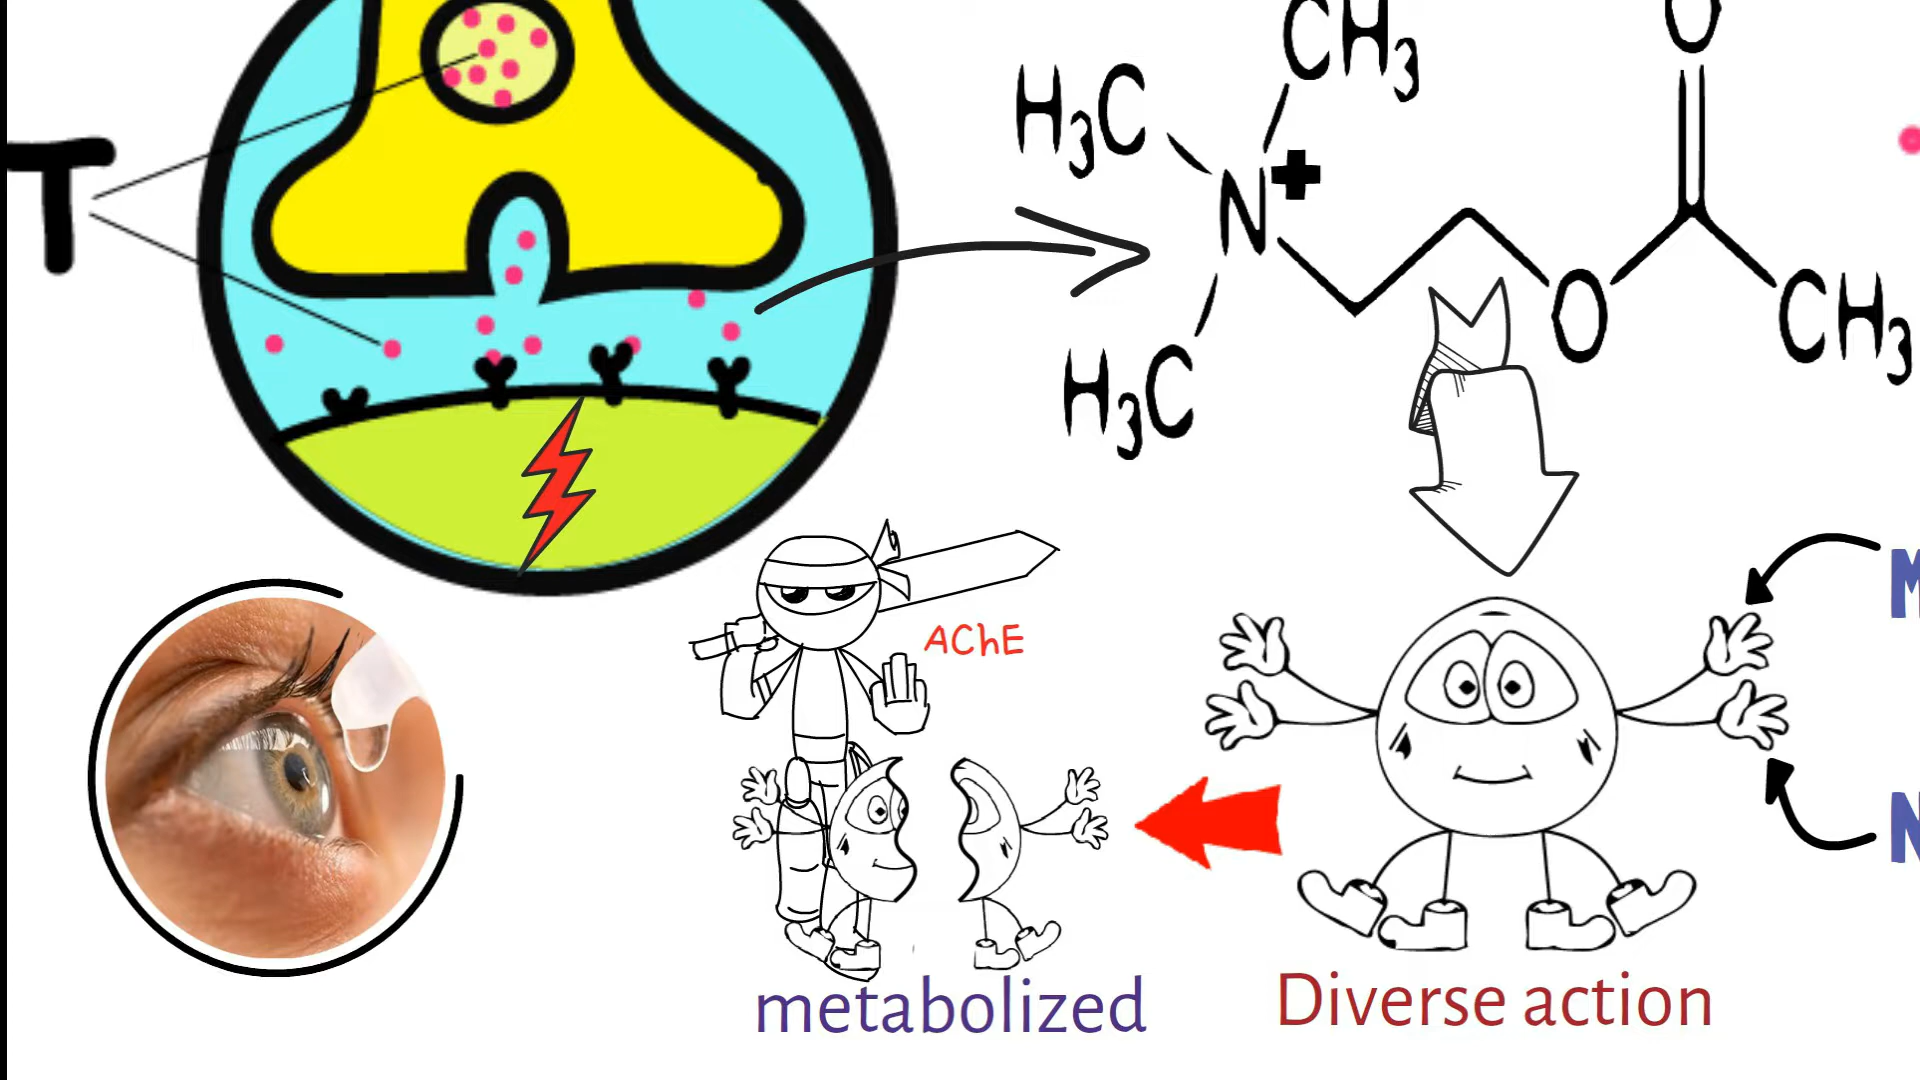 T
CH3
O
H3C
N+
O
CH3
H3C
AChE
M
N
metabolized
Diverse action